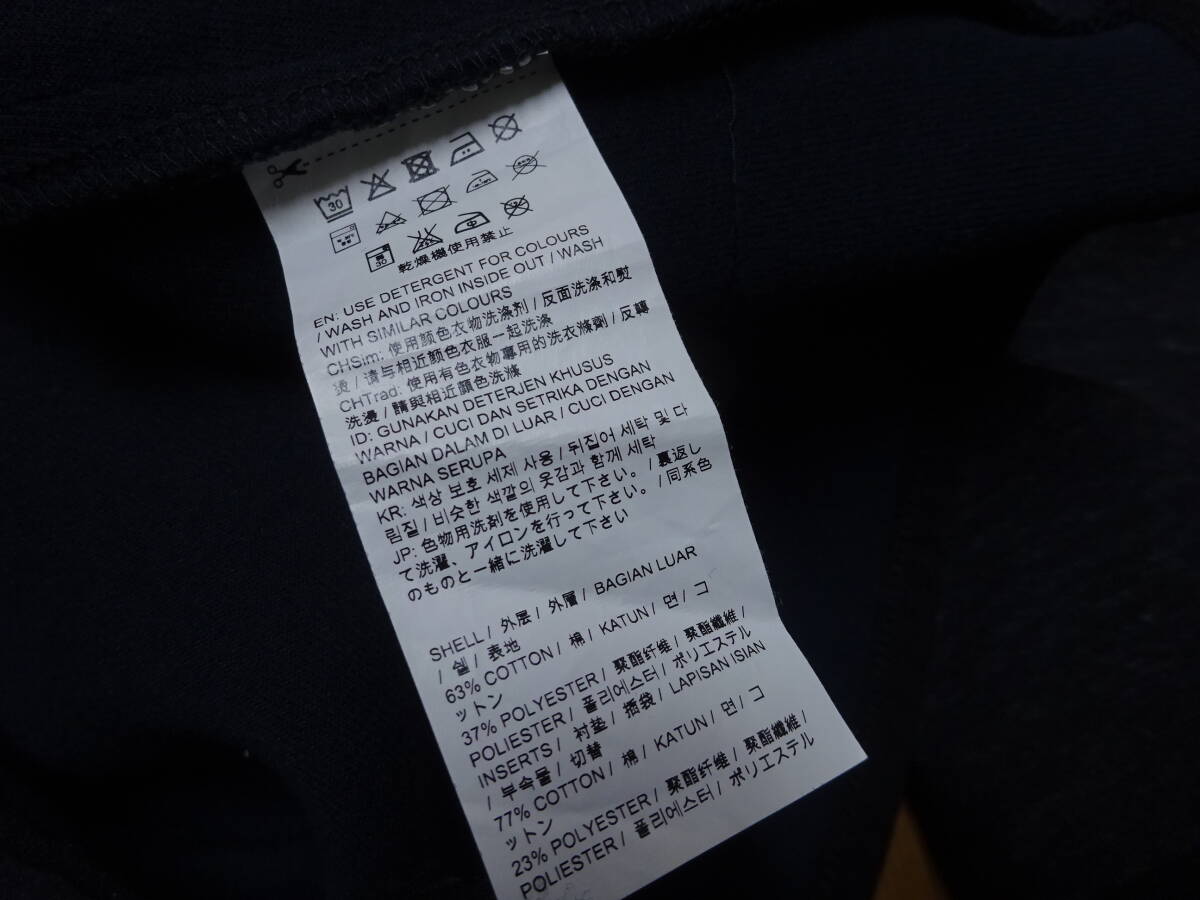 30
30
乾燥機使用禁止
EN: USE DETERGENT FOR COLOURS
/ WASH AND IRON INSIDE OUT / WASH
WITH SIMILAR COLOURS
CHSim: 使用颜色衣物洗涤剂 / 反面洗涤和熨
烫 / 请与相近颜色衣服一起洗涤
CHTrad: 使用有色衣物專用的洗衣滌劑 / 反轉
洗燙 / 請與相近顏色洗滌
ID: GUNAKAN DETERJEN KHUSUS
WARNA / CUCI DAN SETRIKA DENGAN
BAGIAN DALAM DI LUAR / CUCI DENGAN
WARNA SERUPA
KR: 색상 보호 세제 사용 / 뒤집어 세탁 및 다
림질 / 비슷한 색깔의 옷감과 함께 세탁
JP: 色物用洗剤を使用して下さい。 / 裏返し
て洗濯、アイロンを行って下さい。 / 同系色
のものと一緒に洗濯して下さい
SHELL / 外层 / 外層 / BAGIAN LUAR
/ 쉘 / 表地
63% COTTON / 棉 / KATUN / 면 / コ
ットン
37% POLYESTER / 聚酯纤维 / 聚酯纖維 /
POLIESTER / 폴리에스터 / ポリエステル
INSERTS / 衬垫 / 插袋 / LAPISAN ISIAN
/ 부속물 / 切替
77% COTTON / 棉 / KATUN / 면 / コ
ットン
23% POLYESTER / 聚酯纤维 / 聚酯纖維 /
POLIESTER / 폴리에스터 / ポリエステル